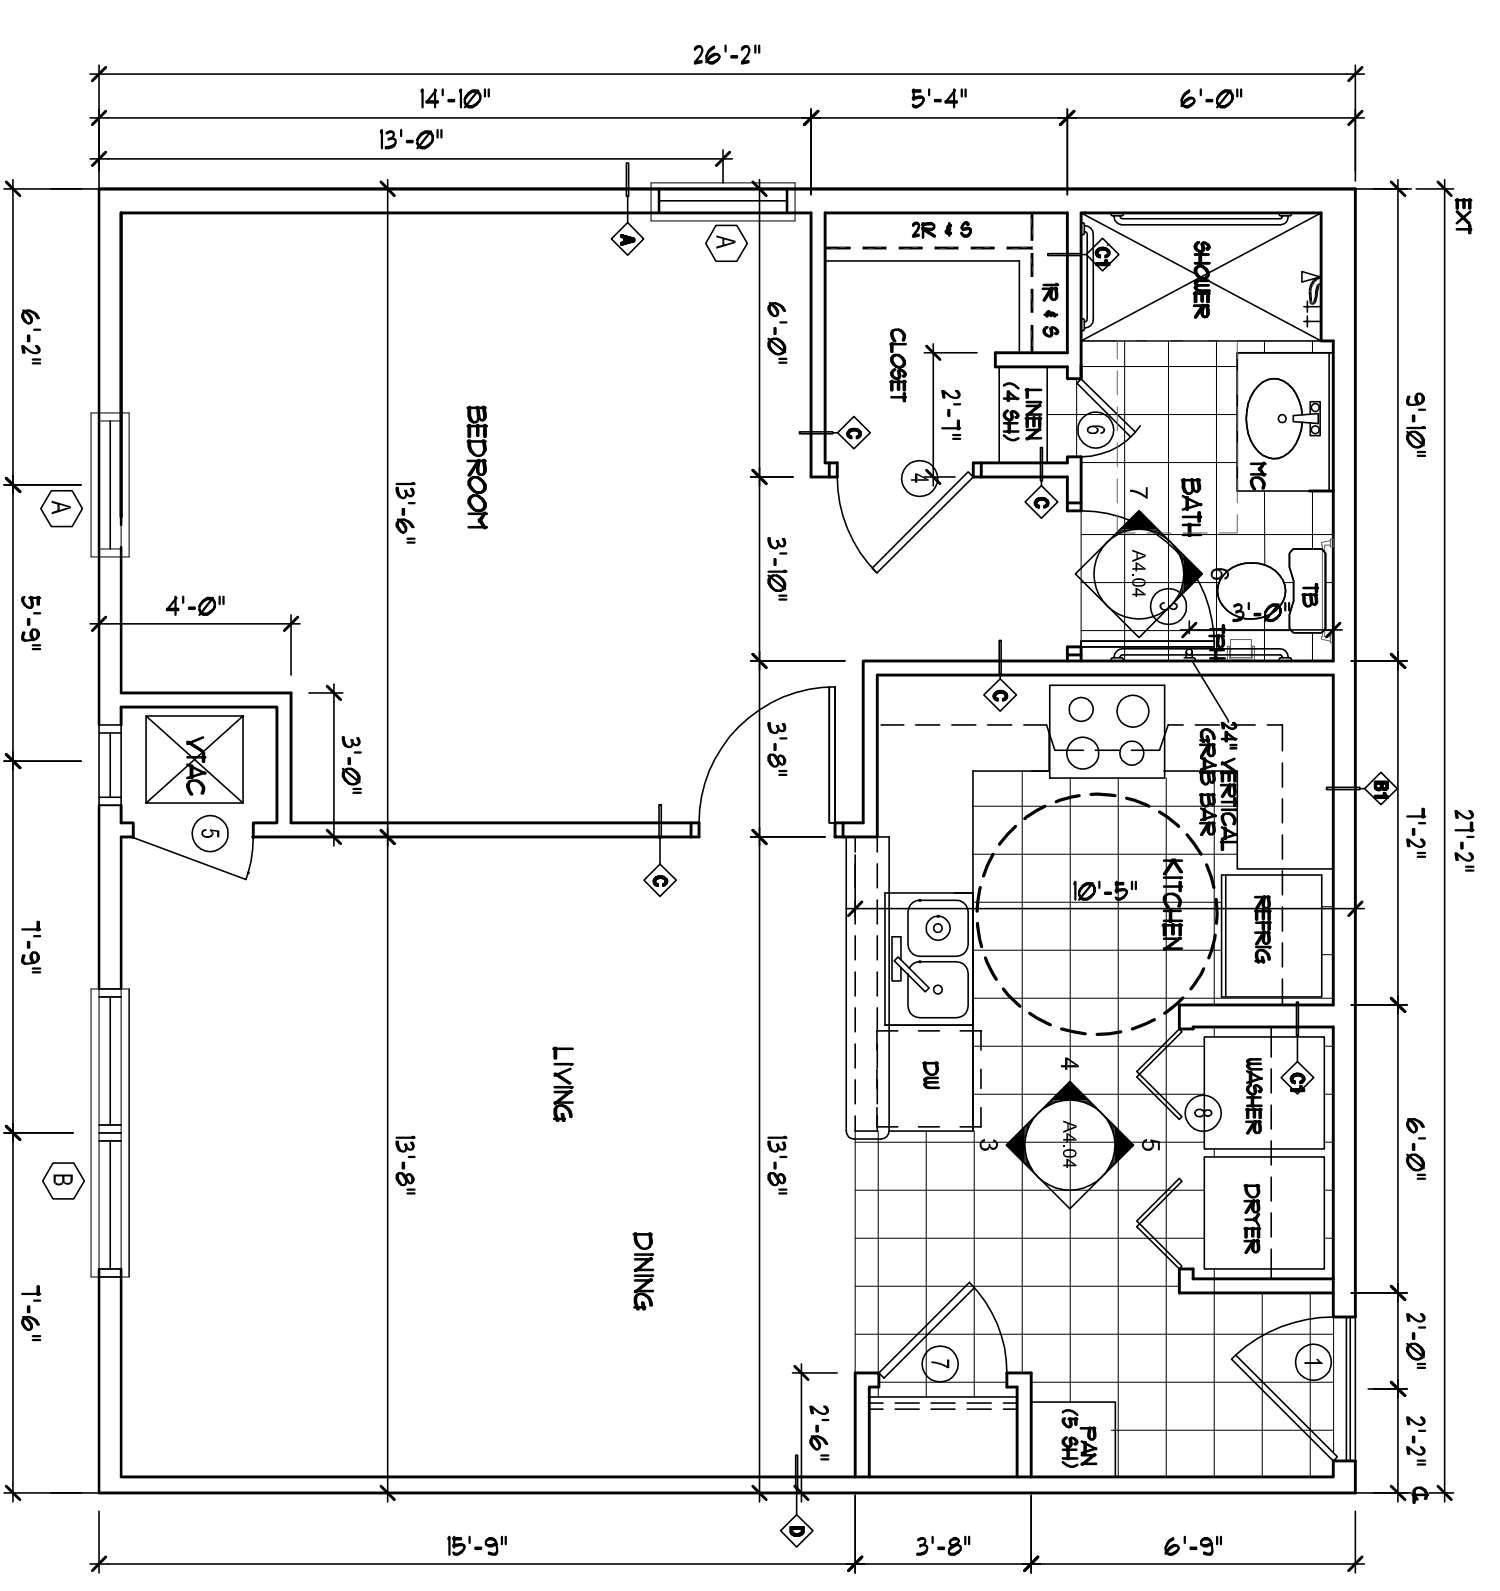 26'-2"
14'-10"
5'-4"
6'-0"
13'-0"
EXT
2R & S
1R & S
C1
SHOWER
A
A
6'-2"
6'-0"
CLOSET
2'-7"
LINEN
(4 SH)
6
MC
9'-10"
BEDROOM
C
4
C
7
BATH
A
13'-6"
3'-10"
A4.04
6
3
TB
3'-0"
5'-9"
4'-0"
TPH
C
24" VERTICAL
GRAB BAR
3'-0"
VTAC
3'-8"
B1
5
7'-2"
27'-2"
C
KITCHEN
10'-5"
REFRIG
7'-9"
LIVING
DW
4
A4.04
3
5
WASHER
C1
8
6'-0"
B
13'-8"
13'-8"
DRYER
DINING
7'-6"
7
1
2'-0"
2'-6"
PAN
(5 SH)
2'-2"
CL
D
15'-9"
3'-8"
6'-9"